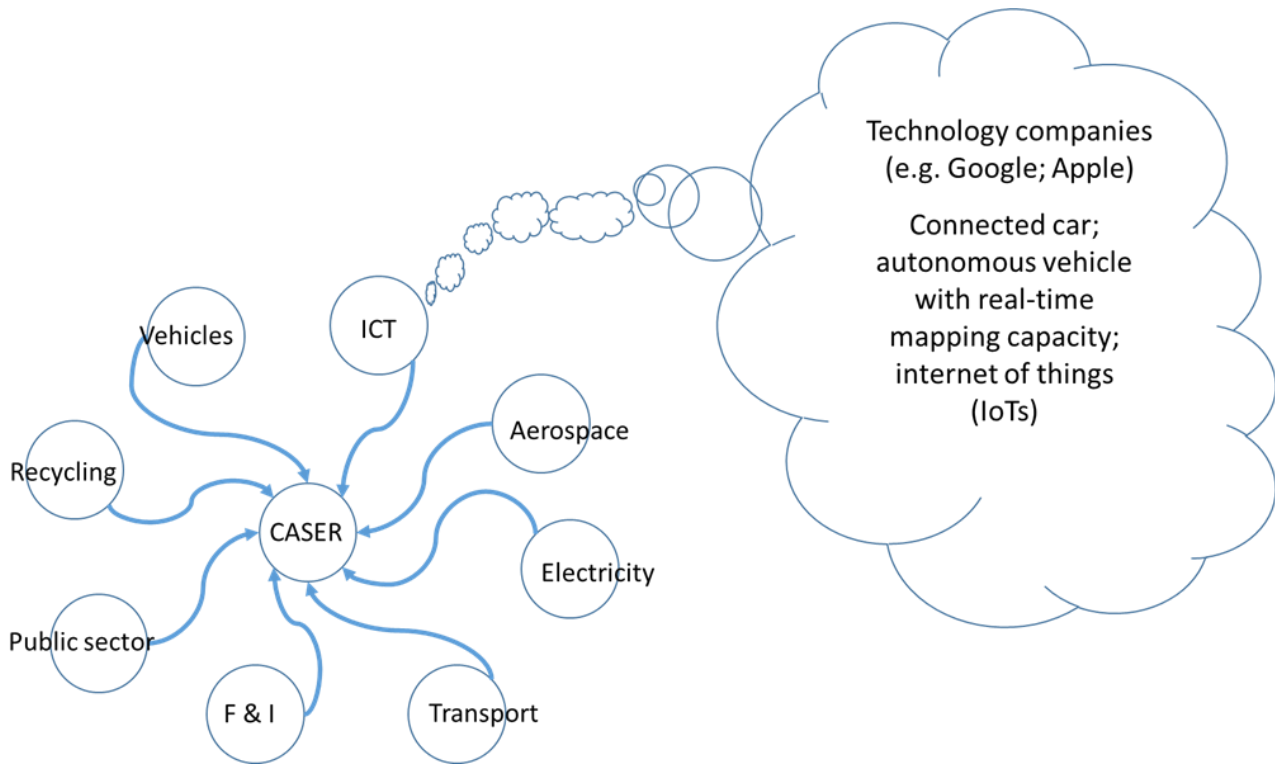 Technology companies
(e.g. Google; Apple)
Connected car;
autonomous vehicle
with real-time
mapping capacity;
internet of things
(IoTs)
Vehicles
ICT
Aerospace
Recycling
CASER
Electricity
Public sector
F & I
Transport